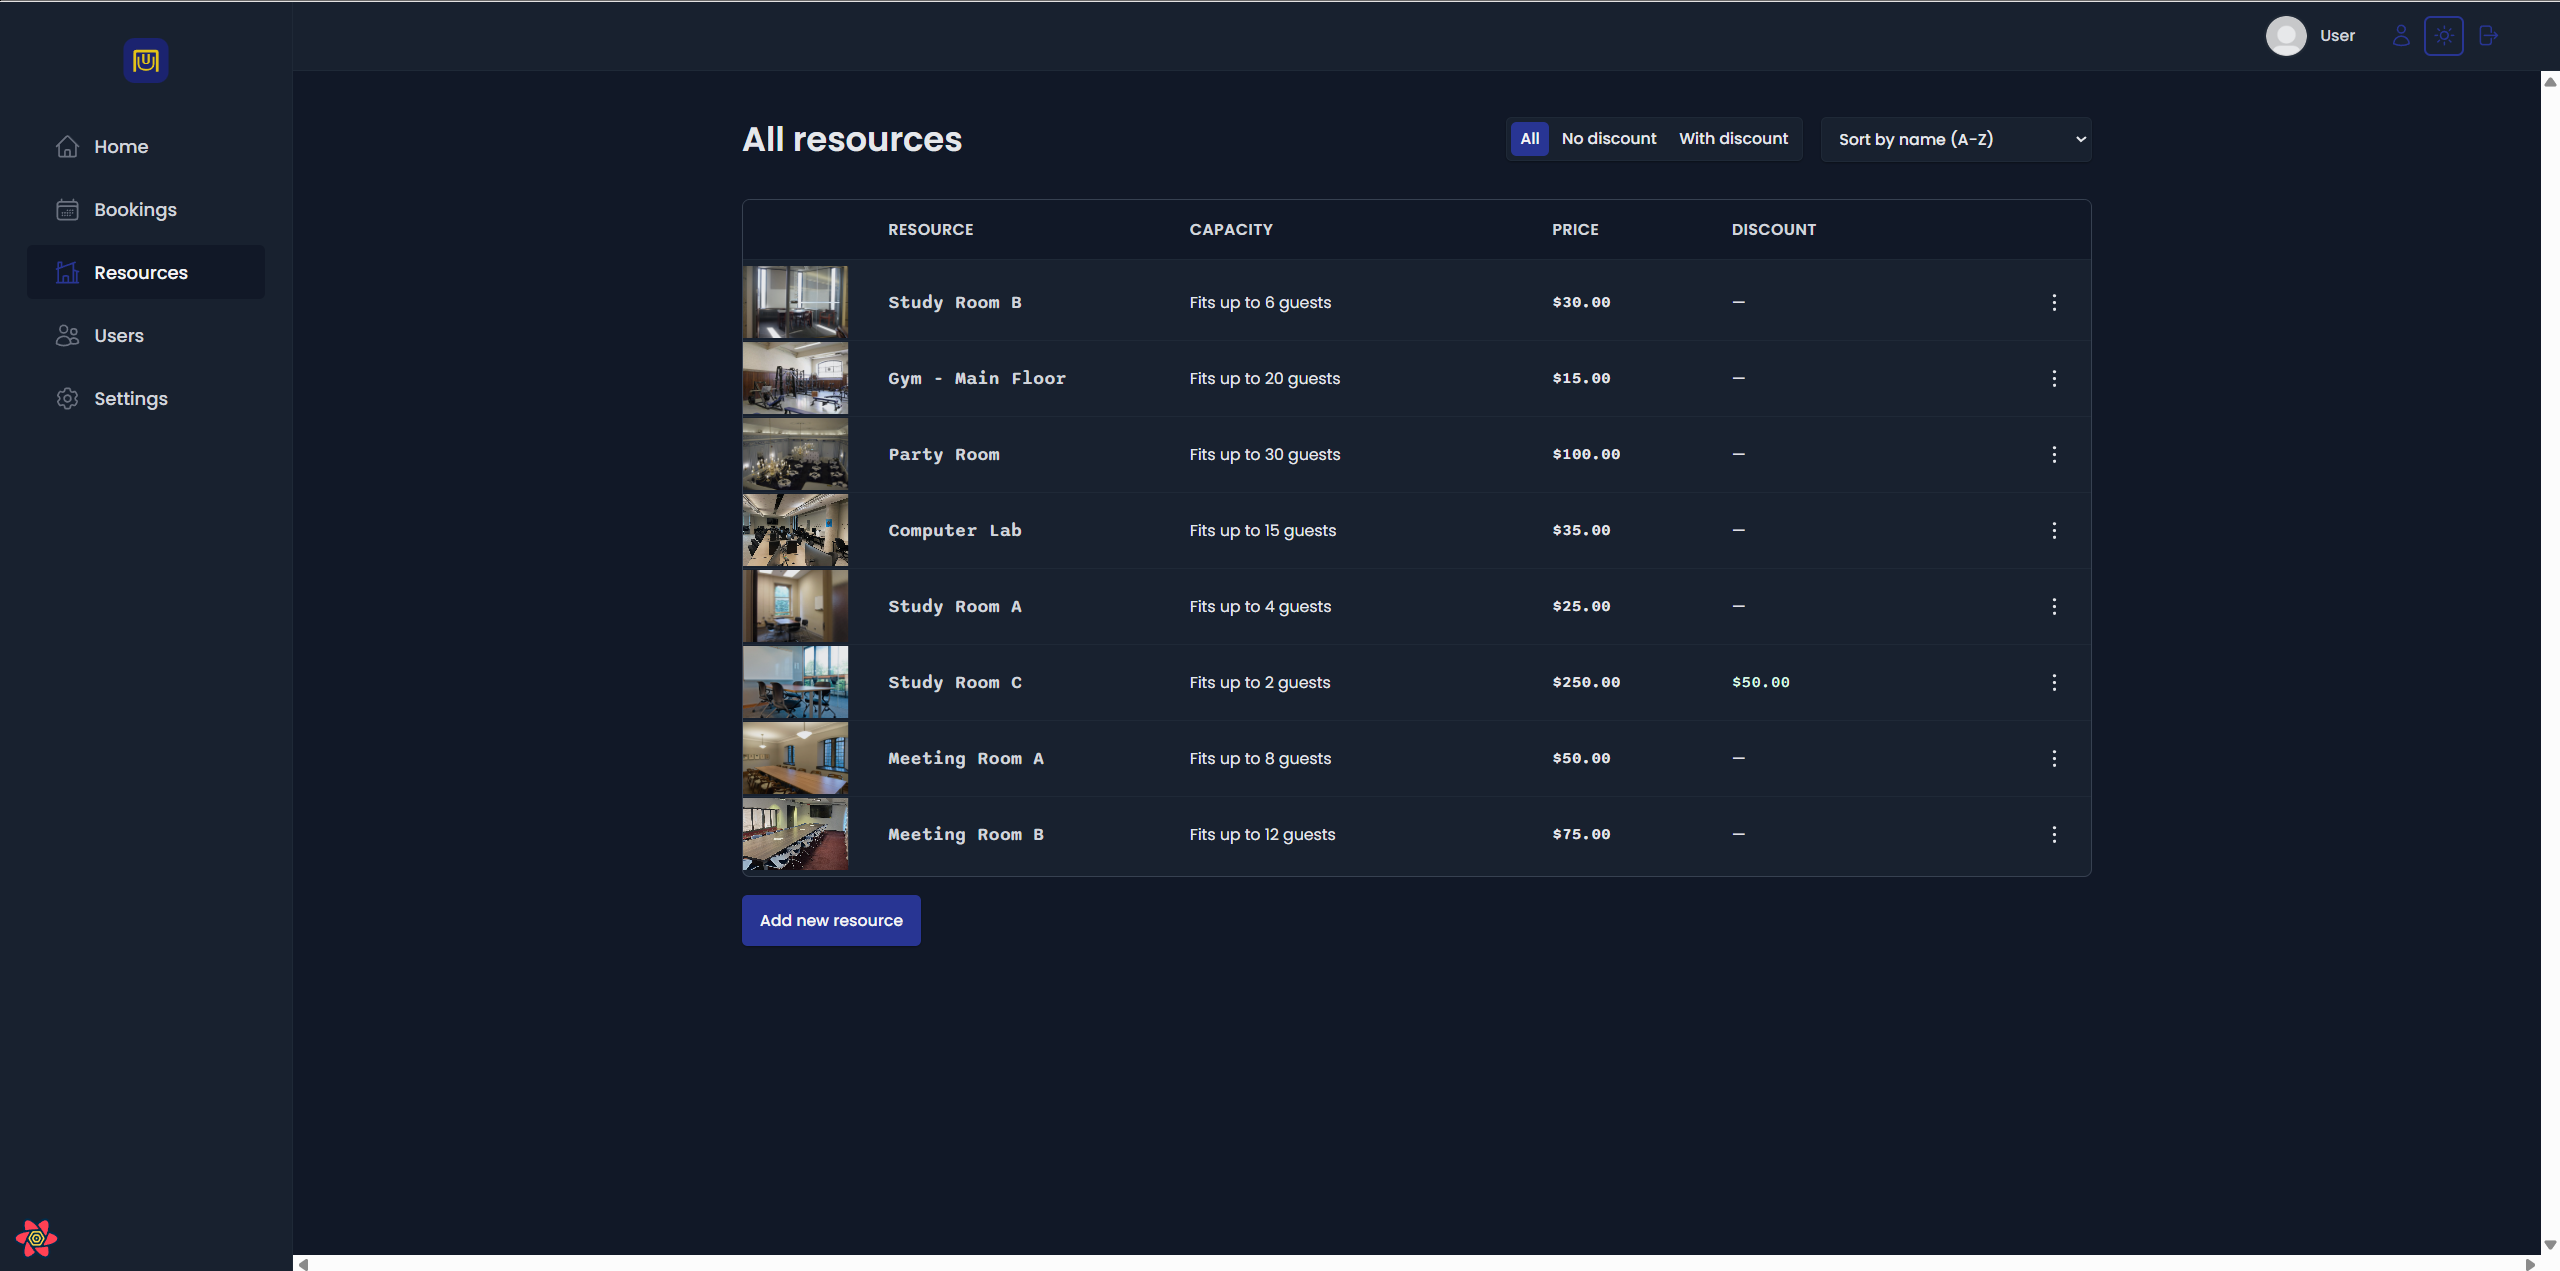 U
User
Home
Bookings
Resources
Users
Settings
All resources
All No discount With discount
Sort by name (A-Z)
RESOURCE CAPACITY PRICE DISCOUNT
Study Room B Fits up to 6 guests $30.00 —
Gym - Main Floor Fits up to 20 guests $15.00 —
Party Room Fits up to 30 guests $100.00 —
Computer Lab Fits up to 15 guests $35.00 —
Study Room A Fits up to 4 guests $25.00 —
Study Room C Fits up to 2 guests $250.00 $50.00
Meeting Room A Fits up to 8 guests $50.00 —
Meeting Room B Fits up to 12 guests $75.00 —
Add new resource